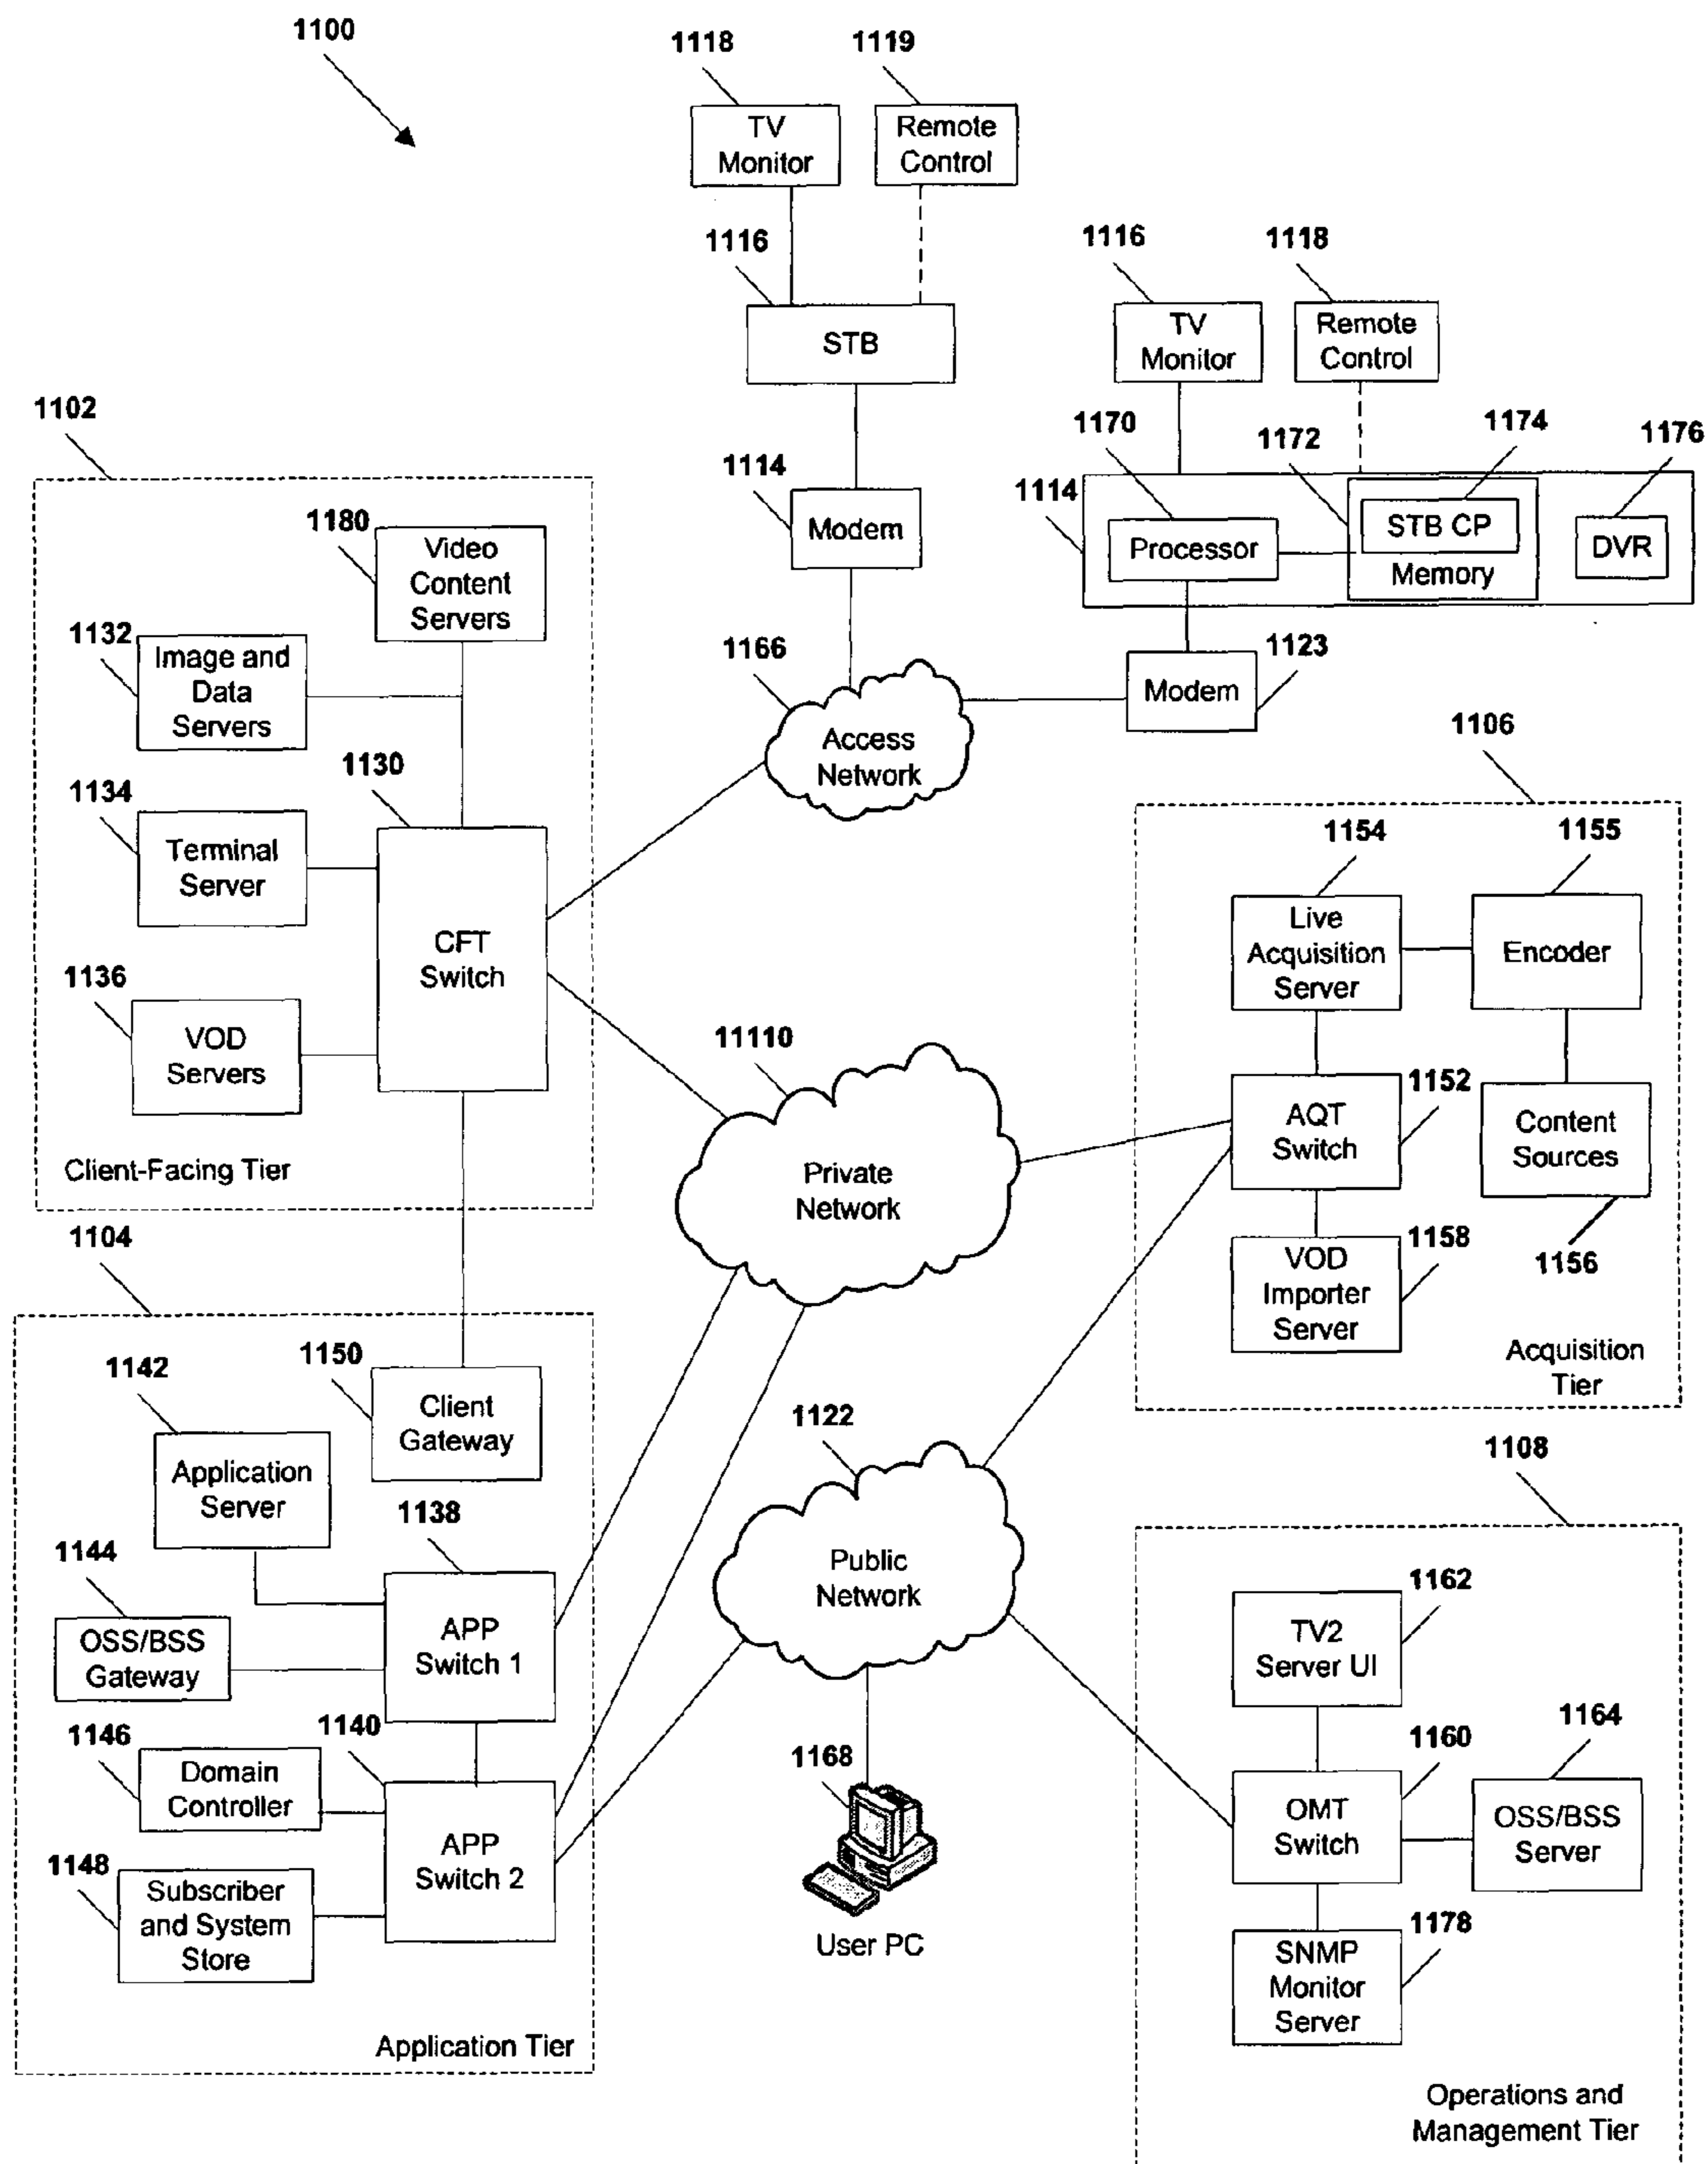 1100
1118
1119
TV
Monitor
Remote
Control
1116
STB
1116
1118
TV
Monitor
Remote
Control
1114
Modem
1170
1172
1174
1176
1114
Processor
STB CP
Memory
DVR
1123
Modem
1166
Access
Network
1102
1180
Video
Content
Servers
1132
Image and
Data
Servers
1134
Terminal
Server
1130
CFT
Switch
1136
VOD
Servers
Client-Facing Tier
11110
Private
Network
1106
1154
1155
Live
Acquisition
Server
Encoder
1152
AQT
Switch
Content
Sources
1156
1158
VOD
Importer
Server
Acquisition
Tier
1104
1142
1150
Client
Gateway
Application
Server
1138
1144
OSS/BSS
Gateway
APP
Switch 1
1146
1140
Domain
Controller
APP
Switch 2
1148
Subscriber
and System
Store
Application Tier
1122
Public
Network
1168
User PC
1108
1162
TV2
Server UI
1160
1164
OMT
Switch
OSS/BSS
Server
1178
SNMP
Monitor
Server
Operations and
Management Tier